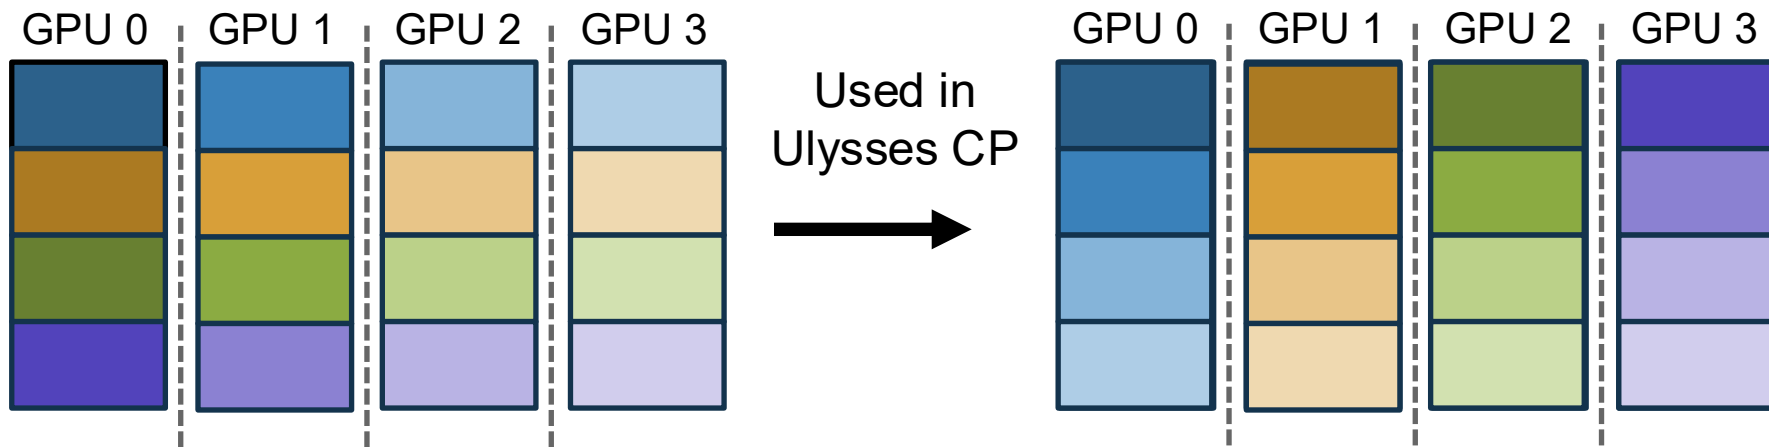 GPU 0 GPU 1 GPU 2 GPU 3
Used in
Ulysses CP
GPU 0 GPU 1 GPU 2 GPU 3